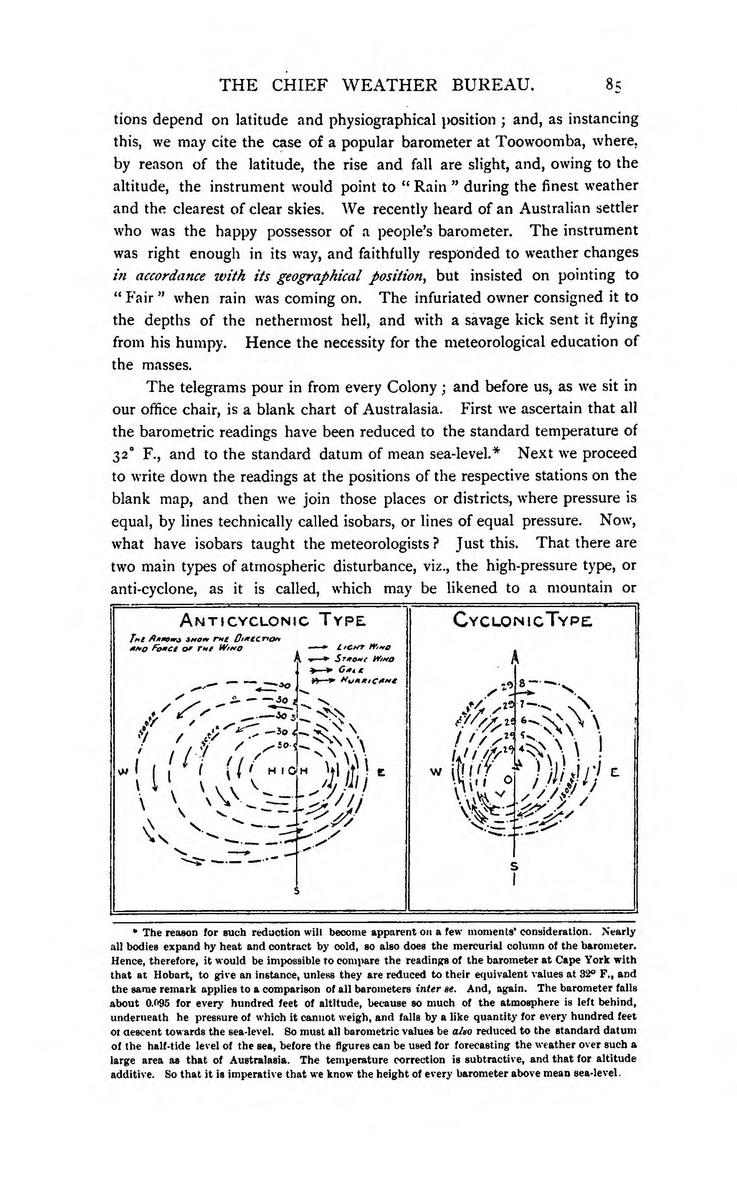 THE CHIEF WEATHER BUREAU. 85
tions depend on latitude and physiographical position ; and, as instancing
this, we may cite the case of a popular barometer at Toowoomba, where,
by reason of the latitude, the rise and fall are slight, and, owing to the
altitude, the instrument would point to " Rain " during the finest weather
and the clearest of clear skies. We recently heard of an Australian settler
who was the happy possessor of a people's barometer. The instrument
was right enough in its way, and faithfully responded to weather changes
in accordance with its geographical position, but insisted on pointing to
" Fair " when rain was coming on. The infuriated owner consigned it to
the depths of the nethermost hell, and with a savage kick sent it flying
from his humpy. Hence the necessity for the meteorological education of
the masses.
The telegrams pour in from every Colony ; and before us, as we sit in
our office chair, is a blank chart of Australasia. First we ascertain that all
the barometric readings have been reduced to the standard temperature of
32° F., and to the standard datum of mean sea-level.* Next we proceed
to write down the readings at the positions of the respective stations on the
blank map, and then we join those places or districts, where pressure is
equal, by lines technically called isobars, or lines of equal pressure. Now,
what have isobars taught the meteorologists ? Just this. That there are
two main types of atmospheric disturbance, viz., the high-pressure type, or
anti-cyclone, as it is called, which may be likened to a mountain or
ANTICYCLONIC TYPE
THE ARROWS SHOW THE DIRECTION
AND FORCE OF THE WIND
LIGHT WIND
STRONG WIND
GALE
HURRICANE
30
30
30 3
30 4
30.5
ISOBAR
ISOBAR
W
HIGH
E
S
CYCLONIC TYPE
29 8
29 7
29 6
29 5
29 4
ISOBAR
W
LOW
ISOBAR
E
S
* The reason for such reduction will become apparent on a few moments' consideration. Nearly
all bodies expand by heat and contract by cold, so also does the mercurial column of the barometer.
Hence, therefore, it would be impossible to compare the readings of the barometer at Cape York with
that at Hobart, to give an instance, unless they are reduced to their equivalent values at 32° F., and
the same remark applies to a comparison of all barometers inter se. And, again. The barometer falls
about 0.095 for every hundred feet of altitude, because so much of the atmosphere is left behind,
underneath he pressure of which it cannot weigh, and falls by a like quantity for every hundred feet
of descent towards the sea-level. So must all barometric values be also reduced to the standard datum
of the half-tide level of the sea, before the figures can be used for forecasting the weather over such a
large area as that of Australasia. The temperature correction is subtractive, and that for altitude
additive. So that it is imperative that we know the height of every barometer above mean sea-level.